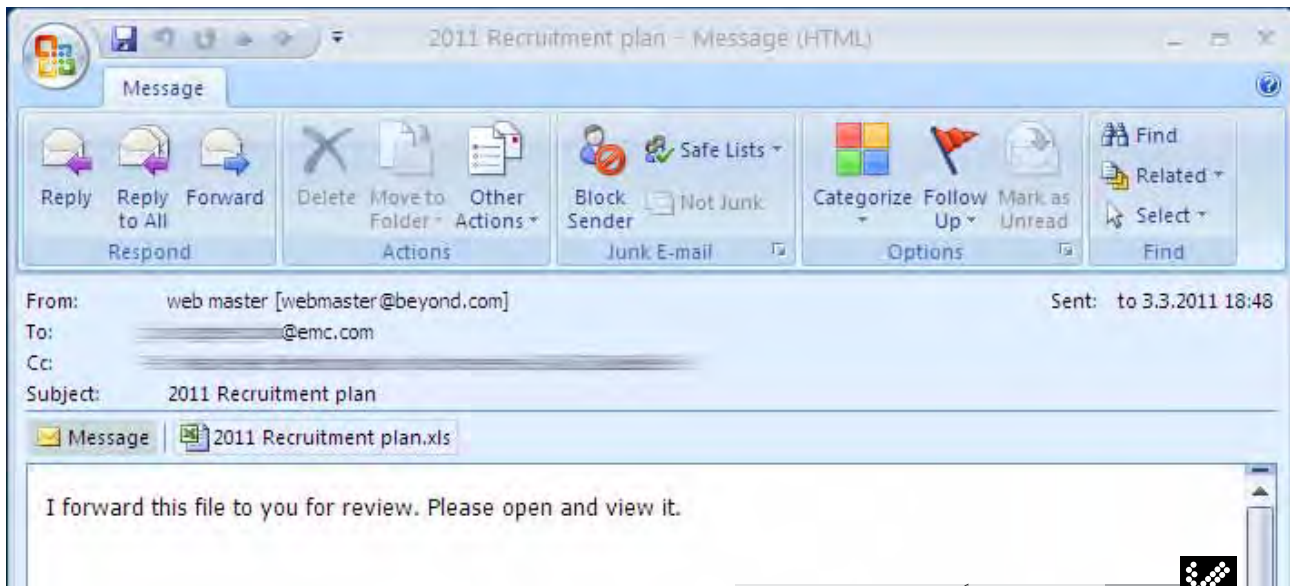 2011 Recruitment plan - Message (HTML)
Message
Reply Reply to All Forward Delete Move to Folder Other Actions Block Sender Safe Lists Not Junk Categorize Follow Up Mark as Unread Find Related Select
Respond Actions Junk E-mail Options Find
From: web master [webmaster@beyond.com] Sent: to 3.3.2011 18:48
To: @emc.com
Cc:
Subject: 2011 Recruitment plan
Message 2011 Recruitment plan.xls
I forward this file to you for review. Please open and view it.